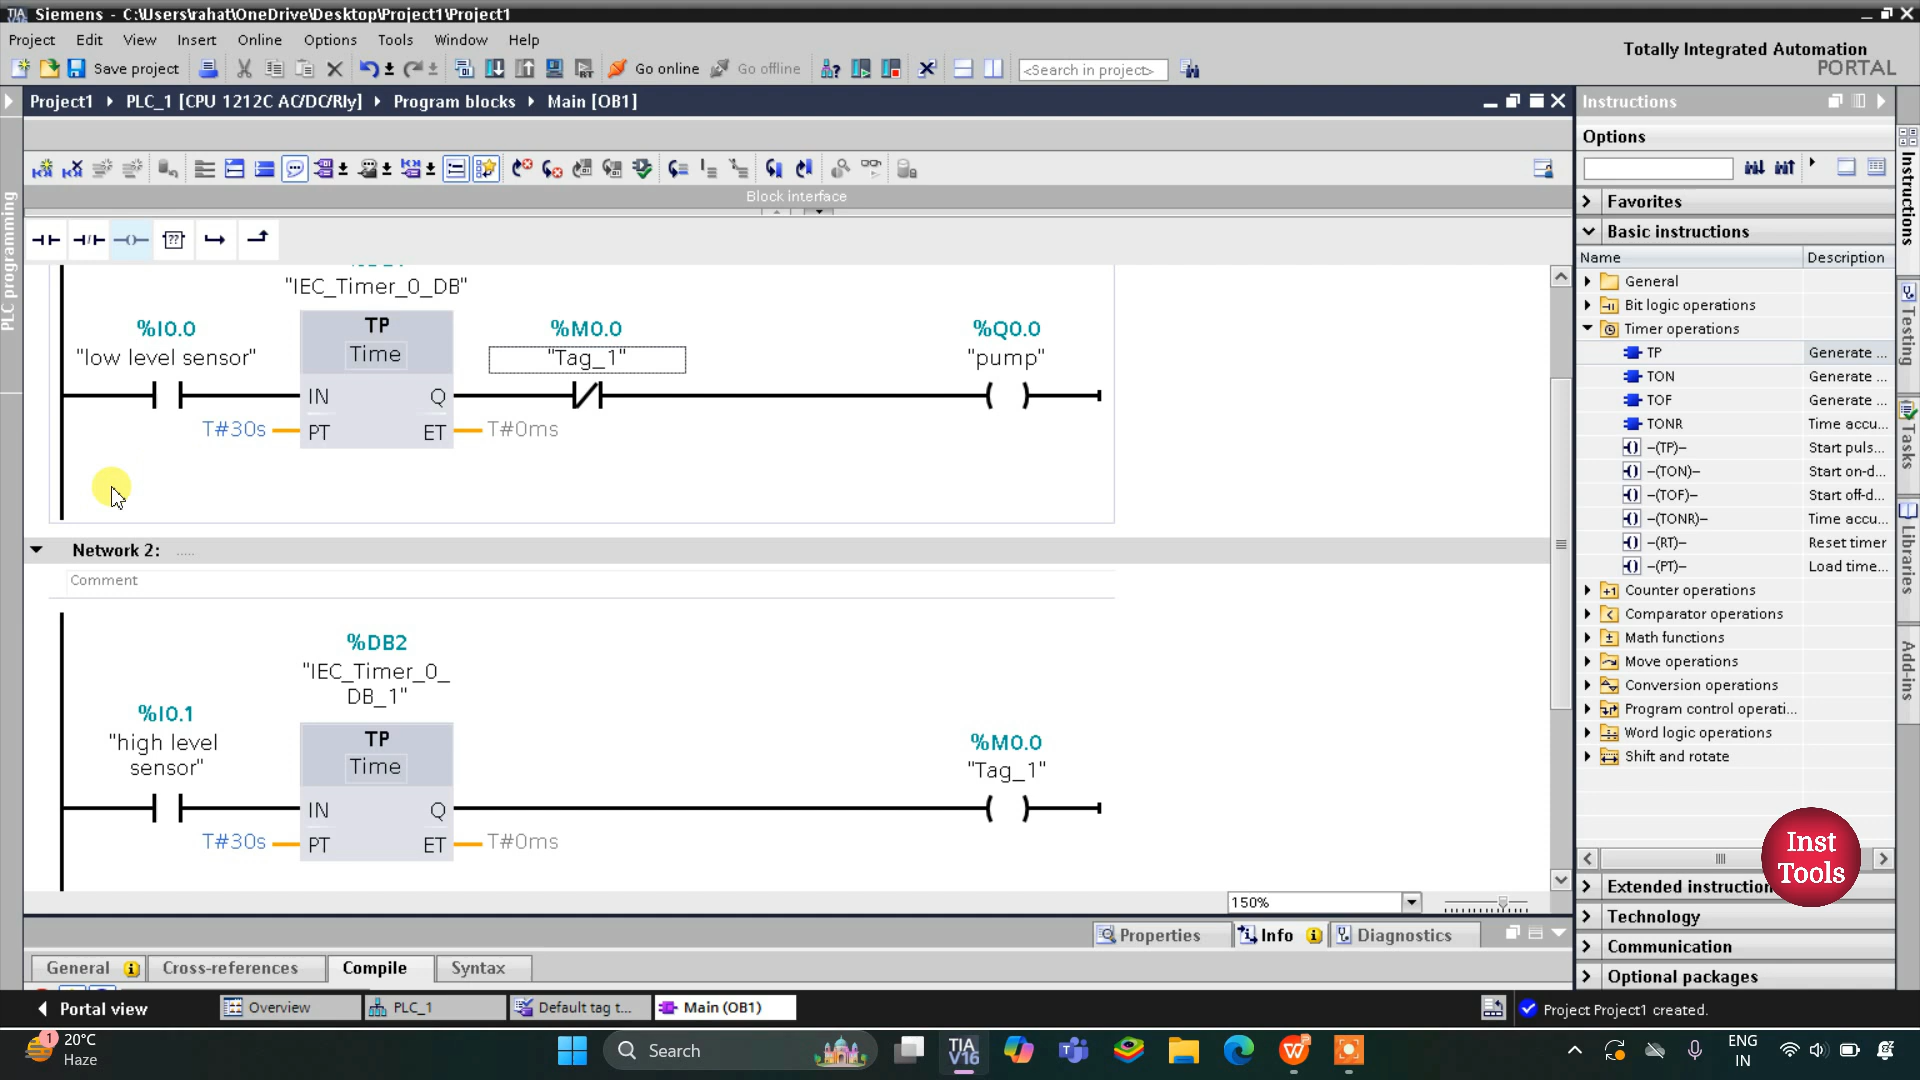 Siemens - C:\Users\rahat\OneDrive\Desktop\Project1\Project1
Project Edit View Insert Online Options Tools Window Help
Totally Integrated Automation
PORTAL
Save project Go online Go offline <Search in project>
Project1 PLC_1 [CPU 1212C AC/DC/Rly] Program blocks Main [OB1]
Instructions
Options
PLC programming
Block interface
Favorites
Basic instructions
Name Description
General
Bit logic operations
Timer operations
TP Generate ...
TON Generate ...
TOF Generate ...
TONR Time accu...
-(TP)- Start puls...
-(TON)- Start on-d...
-(TOF)- Start off-d...
-(TONR)- Time accu...
-(RT)- Reset timer
-(PT)- Load time...
Counter operations
Comparator operations
Math functions
Move operations
Conversion operations
Program control operati...
Word logic operations
Shift and rotate
Extended instruction
Technology
Communication
Optional packages
Instructions
Testing
Tasks
Libraries
Add-ins
"IEC_Timer_0_DB"
%I0.0
"low level sensor"
TP
Time
%M0.0
"Tag_1"
%Q0.0
"pump"
IN Q
T#30s PT ET T#0ms
Network 2: .....
Comment
%DB2
"IEC_Timer_0_
DB_1"
%I0.1
"high level
sensor"
TP
Time
%M0.0
"Tag_1"
IN Q
T#30s PT ET T#0ms
Inst
Tools
150%
Properties Info Diagnostics
General Cross-references Compile Syntax
Portal view Overview PLC_1 Default tag t... Main (OB1) Project Project1 created.
1 20°C
Haze
Search
TIA
V16
ENG
IN